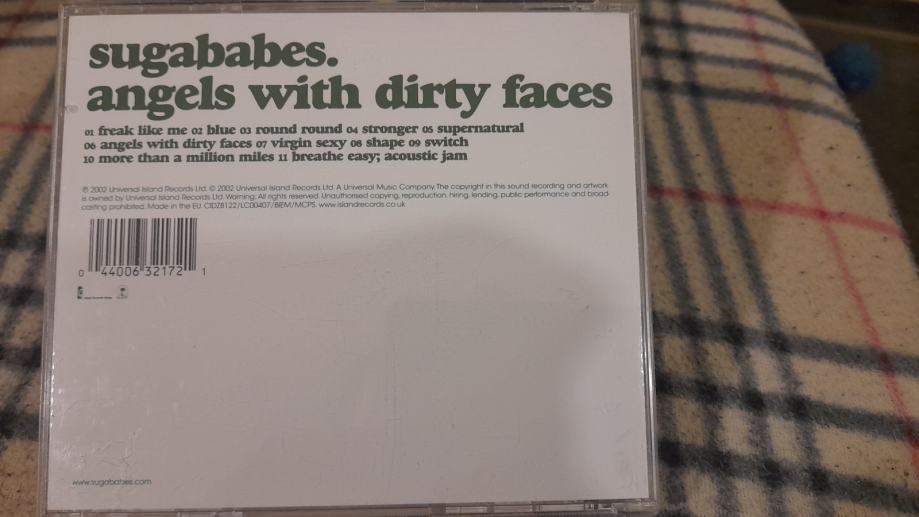 sugababes.
angels with dirty faces
01 freak like me 02 blue 03 round round 04 stronger 05 supernatural
06 angels with dirty faces 07 virgin sexy 08 shape 09 switch
10 more than a million miles 11 breathe easy; acoustic jam
℗ 2002 Universal Island Records Ltd. © 2002 Universal Island Records Ltd. A Universal Music Company. The copyright in this sound recording and artwork
is owned by Universal Island Records Ltd. Warning: All rights reserved. Unauthorised copying, reproduction, hiring, lending, public performance and broad-
casting prohibited. Made in the EU. CIDZ8122/LC00407/BIEM/MCPS. www.islandrecords.co.uk
0 44006 32172 1
www.sugababes.com